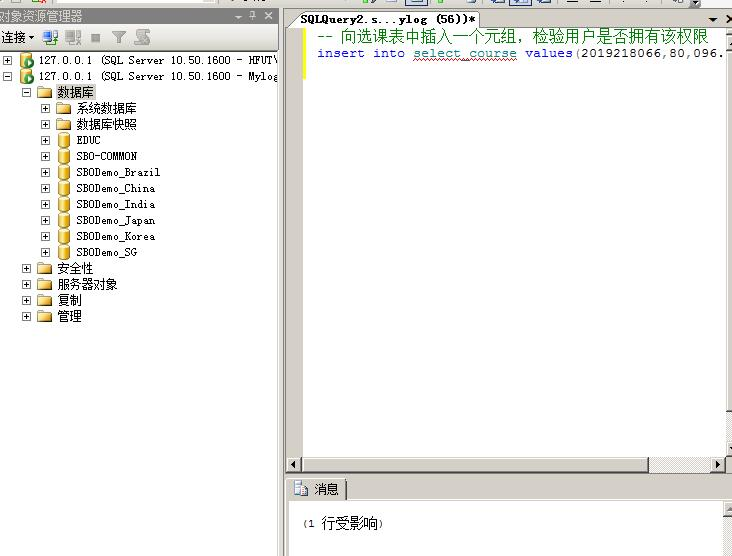 对象资源管理器
SQLQuery2.s...ylog (56))*
连接
-- 向选课表中插入一个元组，检验用户是否拥有该权限
insert into select_course values(2019218066,80,096.
127.0.0.1 (SQL Server 10.50.1600 - HFUT\
127.0.0.1 (SQL Server 10.50.1600 - Mylog
数据库
系统数据库
数据库快照
EDUC
SBO-COMMON
SBODemo_Brazil
SBODemo_China
SBODemo_India
SBODemo_Japan
SBODemo_Korea
SBODemo_SG
安全性
服务器对象
复制
管理
消息
(1 行受影响)